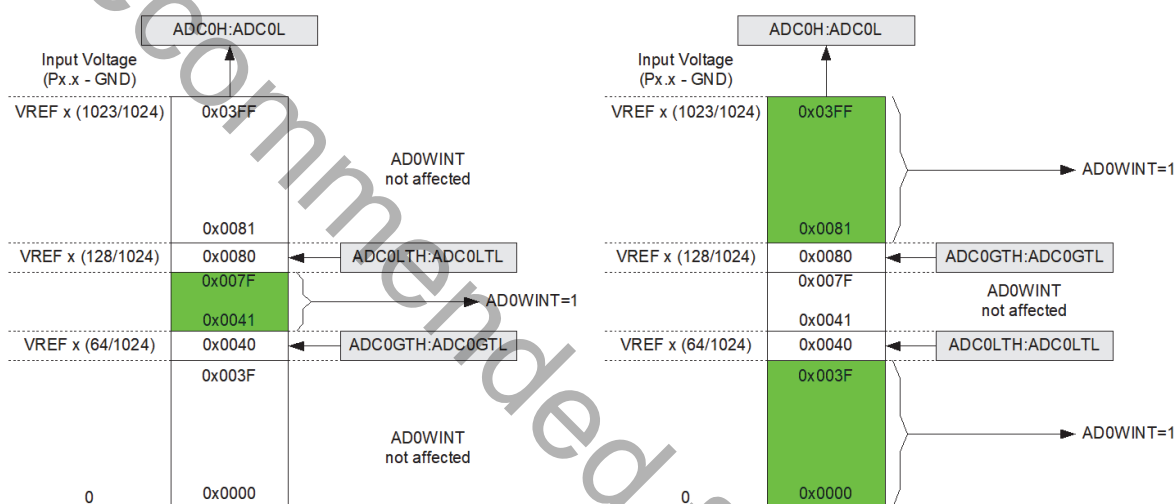 ADC0H:ADC0L
Input Voltage
(Px.x - GND)
VREF x (1023/1024)
0x03FF
AD0WINT
not affected
0x0081
VREF x (128/1024)
0x0080
ADC0LTH:ADC0LTL
0x007F
AD0WINT=1
0x0041
VREF x (64/1024)
0x0040
ADC0GTH:ADC0GTL
0x003F
AD0WINT
not affected
0
0x0000
ADC0H:ADC0L
Input Voltage
(Px.x - GND)
VREF x (1023/1024)
0x03FF
AD0WINT=1
0x0081
VREF x (128/1024)
0x0080
ADC0GTH:ADC0GTL
0x007F
AD0WINT
not affected
0x0041
VREF x (64/1024)
0x0040
ADC0LTH:ADC0LTL
0x003F
AD0WINT=1
0
0x0000
ecommended